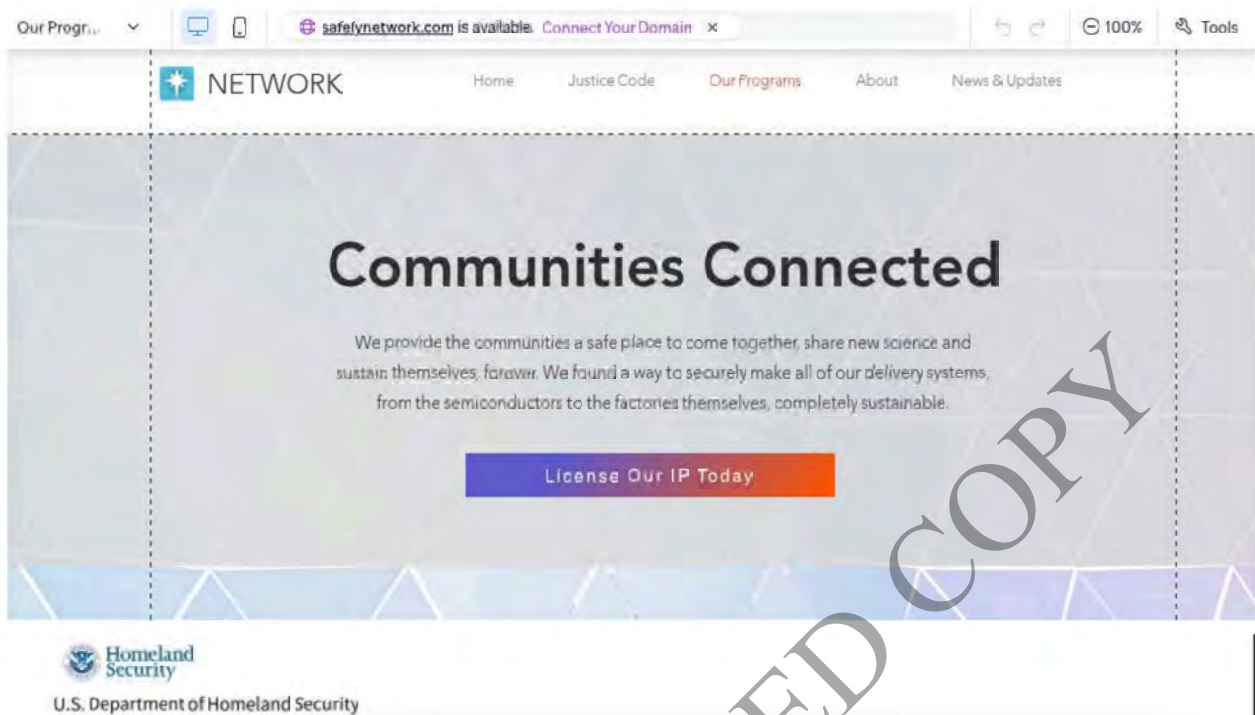 Our Progr...
safelynetwork.com is available. Connect Your Domain ×
100%
Tools
NETWORK
Home
Justice Code
Our Programs
About
News & Updates
Communities Connected
We provide the communities a safe place to come together, share new science and
sustain themselves, forever. We found a way to securely make all of our delivery systems,
from the semiconductors to the factories themselves, completely sustainable.
License Our IP Today
Homeland
Security
U.S. Department of Homeland Security
ED COPY